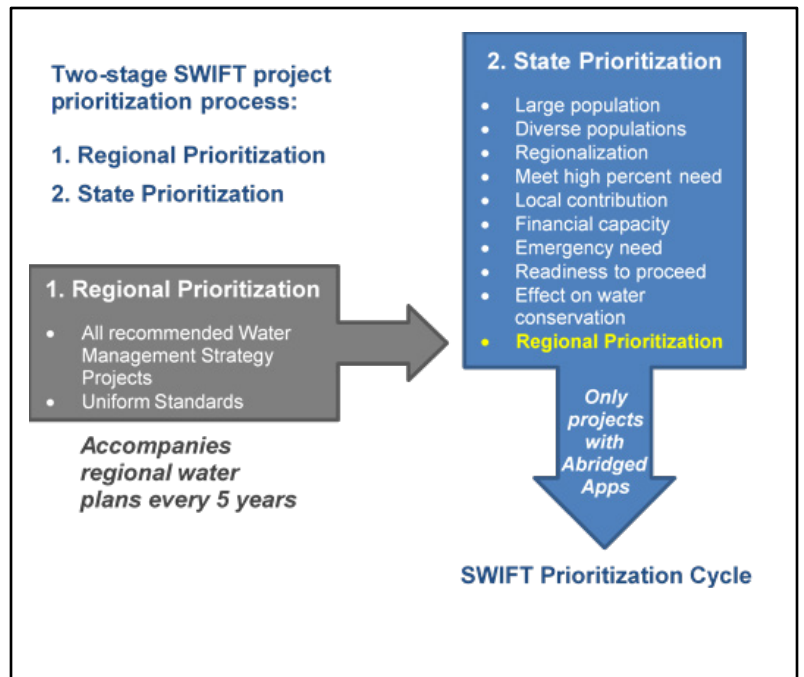 Two-stage SWIFT project
prioritization process:
1. Regional Prioritization
2. State Prioritization
1. Regional Prioritization
• All recommended Water
Management Strategy
Projects
• Uniform Standards
Accompanies
regional water
plans every 5 years
2. State Prioritization
• Large population
• Diverse populations
• Regionalization
• Meet high percent need
• Local contribution
• Financial capacity
• Emergency need
• Readiness to proceed
• Effect on water
conservation
• Regional Prioritization
Only
projects
with
Abridged
Apps
SWIFT Prioritization Cycle